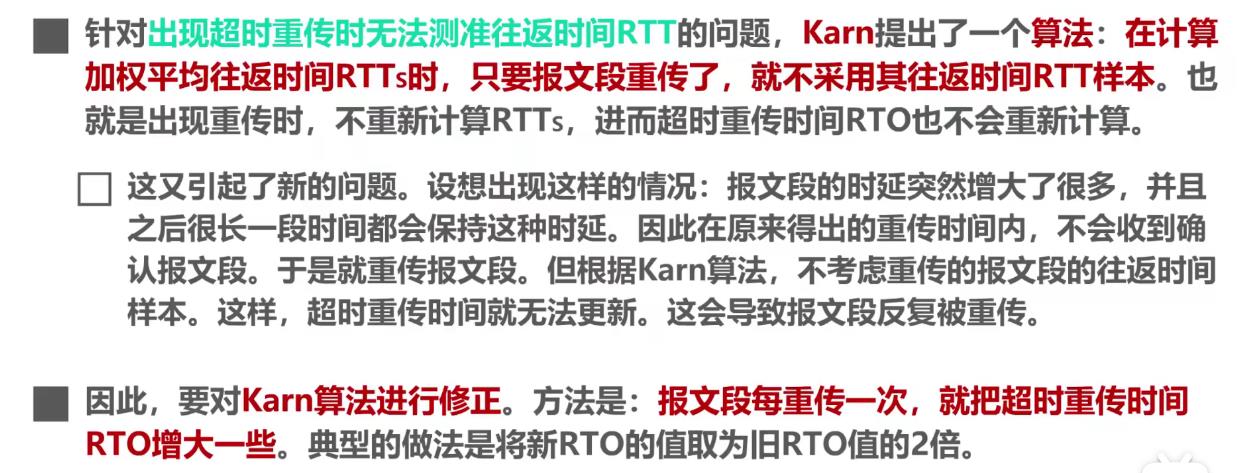 针对出现超时重传时无法测准往返时间RTT的问题，Karn提出了一个算法：在计算
加权平均往返时间RTTs时，只要报文段重传了，就不采用其往返时间RTT样本。也
就是出现重传时，不重新计算RTTs，进而超时重传时间RTO也不会重新计算。
这又引起了新的问题。设想出现这样的情况：报文段的时延突然增大了很多，并且
之后很长一段时间都会保持这种时延。因此在原来得出的重传时间内，不会收到确
认报文段。于是就重传报文段。但根据Karn算法，不考虑重传的报文段的往返时间
样本。这样，超时重传时间就无法更新。这会导致报文段反复被重传。
因此，要对Karn算法进行修正。方法是：报文段每重传一次，就把超时重传时间
RTO增大一些。典型的做法是将新RTO的值取为旧RTO值的2倍。